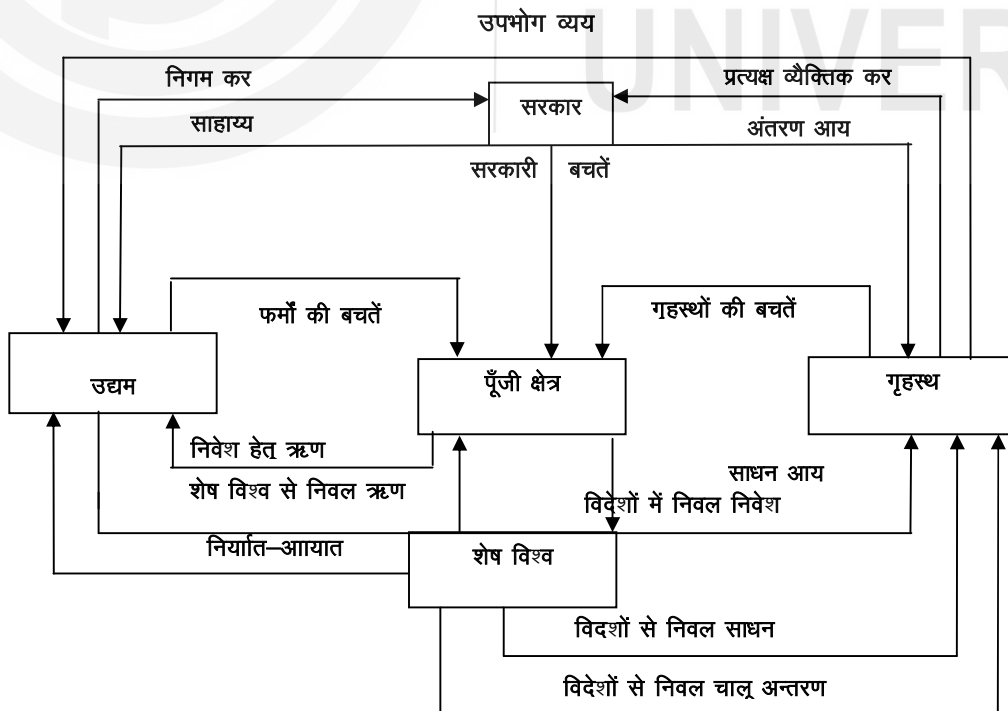 उपभोग व्यय
UNIVER
निगम कर
प्रत्यक्ष व्यैक्तिक कर
सरकार
साहाय्य
अंतरण आय
सरकारी बचतें
फर्मों की बचतें
गृहस्थों की बचतें
उद्यम
पूँजी क्षेत्र
गृहस्थ
निवेश हेतु ऋण
साधन आय
शेष विश्व से निवल ऋण
विदेशों में निवल निवेश
निर्याात–आायात
शेष विश्व
विदशों से निवल साधन
विदेशों से निवल चालू अन्तरण